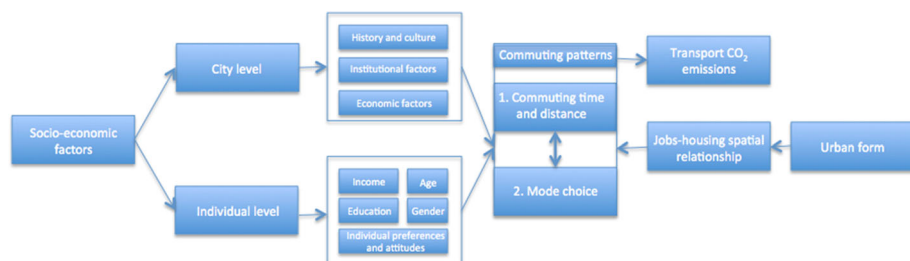 Socio-economic
factors
City level
Individual level
History and culture
Institutional factors
Economic factors
Income
Age
Education
Gender
Individual preferences
and attitudes
Commuting patterns
1. Commuting time
and distance
2. Mode choice
Transport CO₂
emissions
Jobs-housing spatial
relationship
Urban form